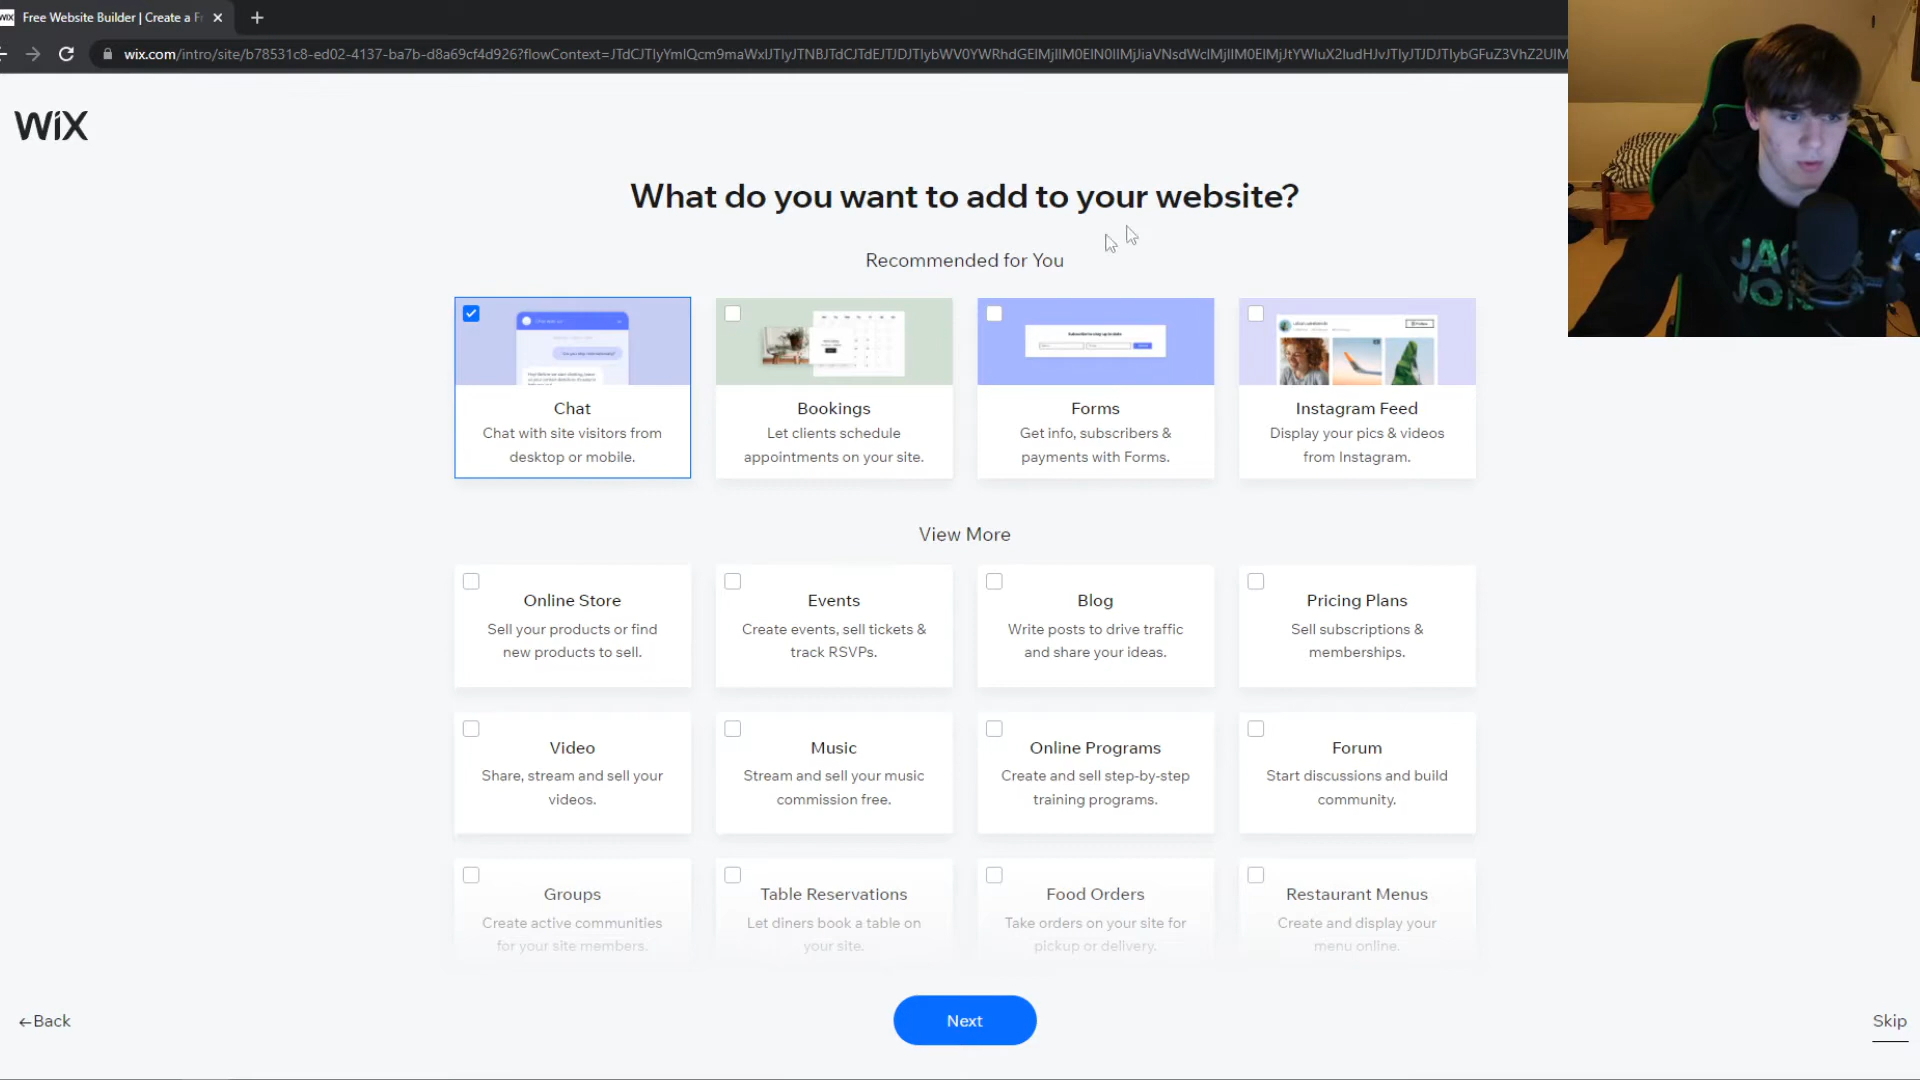 WiX Free Website Builder | Create a F
wix.com/intro/site/b78531c8-ed02-4137-ba7b-d8a69cf4d926?flowContext=
WiX
What do you want to add to your website?
Recommended for You
Chat
Chat with site visitors from
desktop or mobile.
Bookings
Let clients schedule
appointments on your site.
Forms
Get info, subscribers &
payments with Forms.
Instagram Feed
Display your pics & videos
from Instagram.
View More
Online Store
Sell your products or find
new products to sell.
Events
Create events, sell tickets &
track RSVPs.
Blog
Write posts to drive traffic
and share your ideas.
Pricing Plans
Sell subscriptions &
memberships.
Video
Share, stream and sell your
videos.
Music
Stream and sell your music
commission free.
Online Programs
Create and sell step-by-step
training programs.
Forum
Start discussions and build
community.
Groups
Create active communities
for your site members.
Table Reservations
Let diners book a table on
your site.
Food Orders
Take orders on your site for
pickup or delivery.
Restaurant Menus
Create and display your
menu online.
←Back
Next
Skip